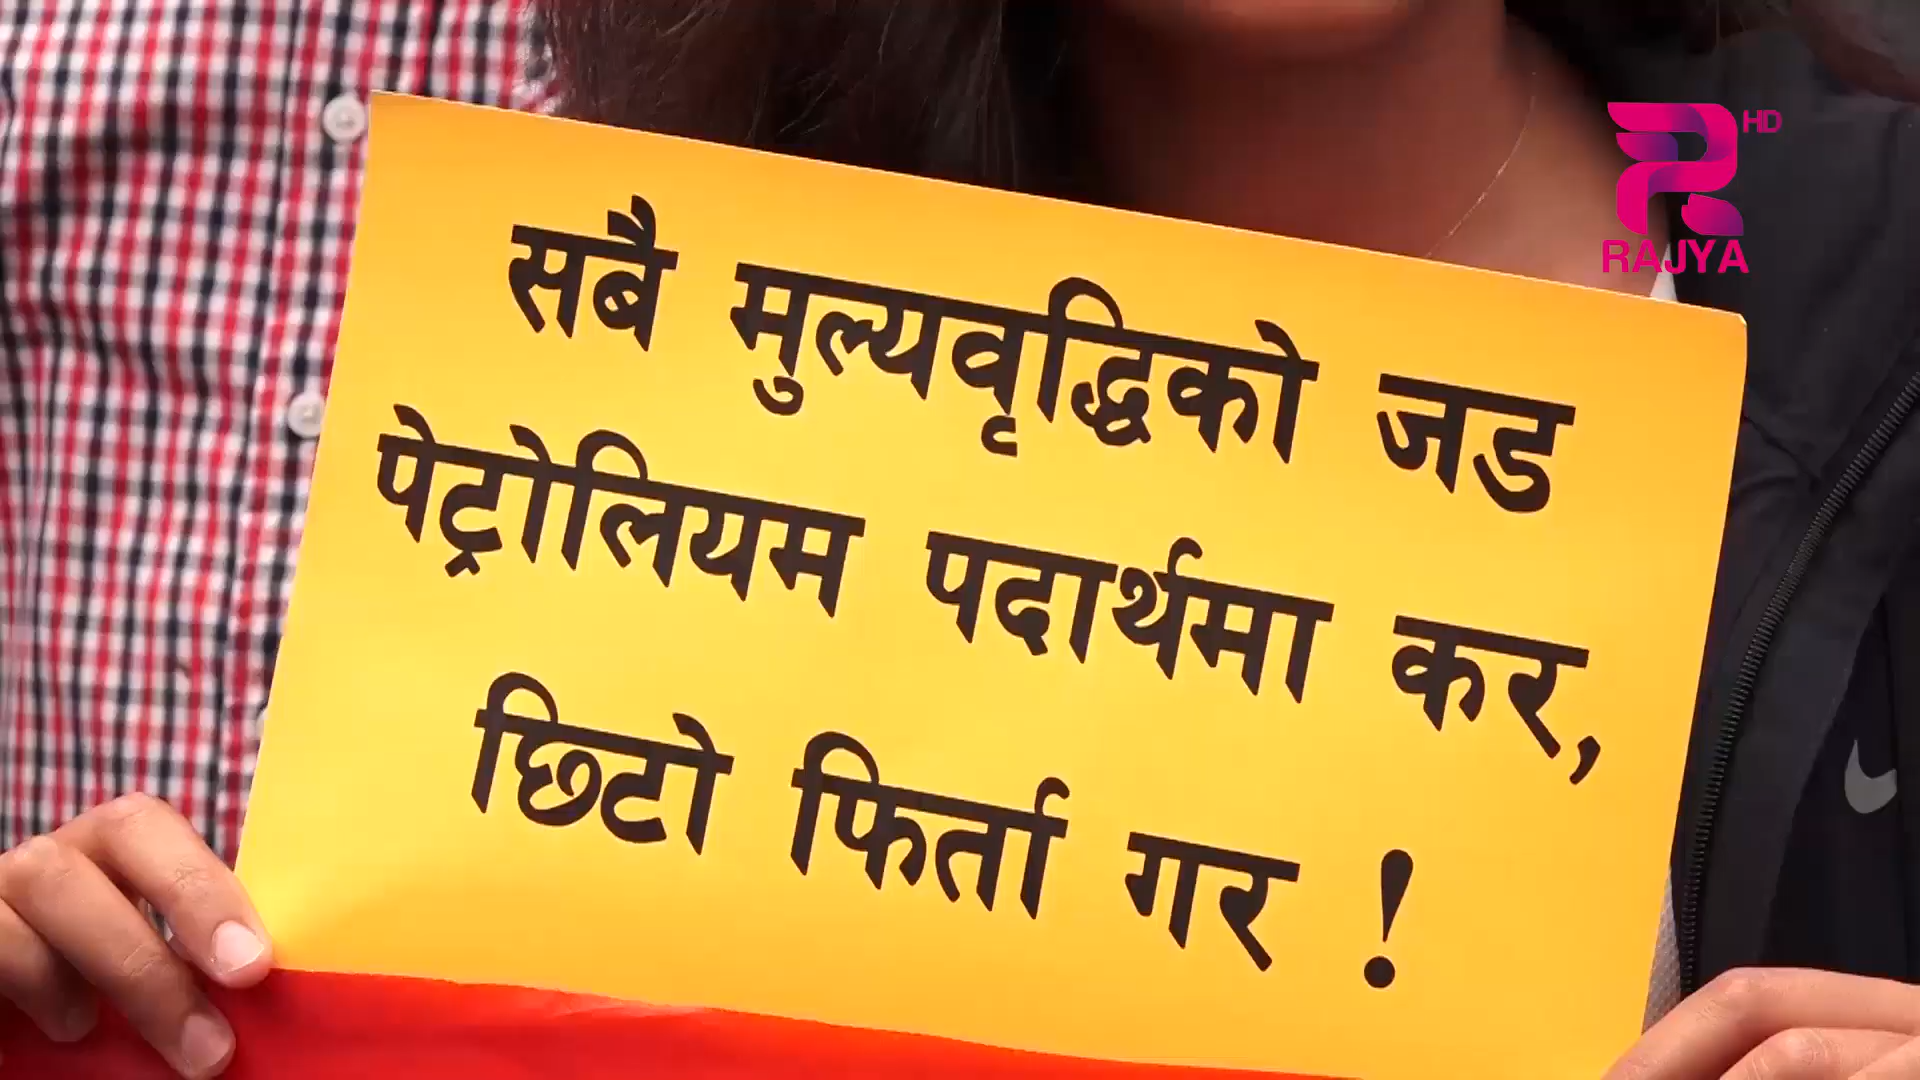 सबै मुल्यवृद्धिको जड
पेट्रोलियम पदार्थमा कर,
छिटो फिर्ता गर !
HD
RAJYA